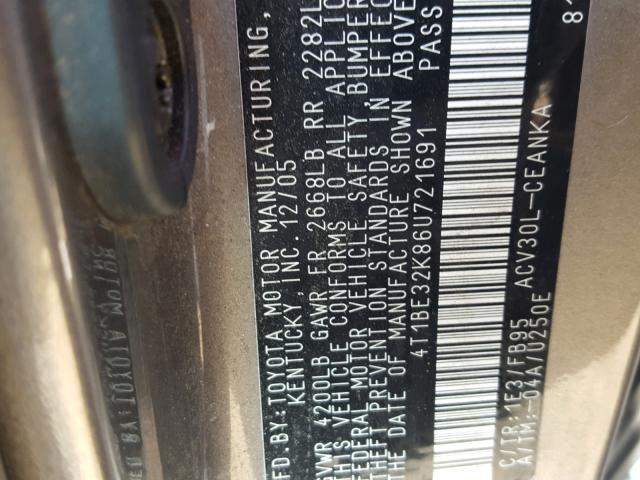 FD.BY:TOYOTA MOTOR MANUFACTURING,
KENTUCKY, INC. 12/05
GVWR 4200LB GAWR FR 2668LB RR 2282L
THIS VEHICLE CONFORMS TO ALL APPLIC
FEDERAL MOTOR VEHICLE SAFETY, BUMPER
THEFT PREVENTION STANDARDS IN EFFEC
THE DATE OF MANUFACTURE SHOWN ABOVE
4T1BE32K86U721691 PASS
C/TR: 1E3/FB95 ACV30L-CEANKA
A/TM:-04A/U250E
81